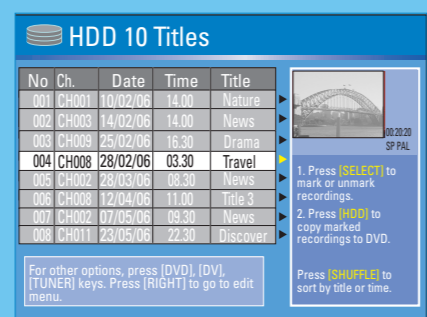 HDD 10 Titles
No Ch. Date Time Title
001 CH001 10/02/06 14.00 Nature
002 CH003 14/02/06 14.00 News
003 CH009 25/02/06 16.30 Drama
004 CH008 28/02/06 03.30 Travel
005 CH002 28/03/06 08.30 News
006 CH008 12/04/06 11.00 Title 3
007 CH002 07/05/06 09.30 News
008 CH011 23/05/06 22.30 Discover
00:20:20
SP PAL
1. Press [SELECT] to
mark or unmark
recordings.
2. Press [HDD] to
copy marked
recordings to DVD.
Press [SHUFFLE] to
sort by title or time.
For other options, press [DVD], [DV],
[TUNER] keys. Press [RIGHT] to go to edit
menu.